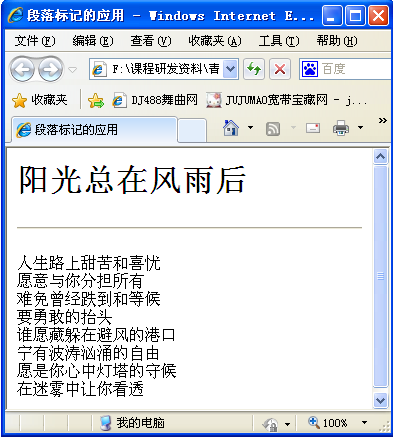 段落标记的应用 - Windows Internet E...
文件(F) 编辑(E) 查看(V) 收藏夹(A) 工具(T) 帮助(H)
F:\课程研发资料\青 百度
收藏夹 DJ488舞曲网 JUJUMAO宽带宝藏网 - j...
段落标记的应用
阳光总在风雨后
人生路上甜苦和喜忧
愿意与你分担所有
难免曾经跌到和等候
要勇敢的抬头
谁愿藏躲在避风的港口
宁有波涛汹涌的自由
愿是你心中灯塔的守候
在迷雾中让你看透
我的电脑 100%